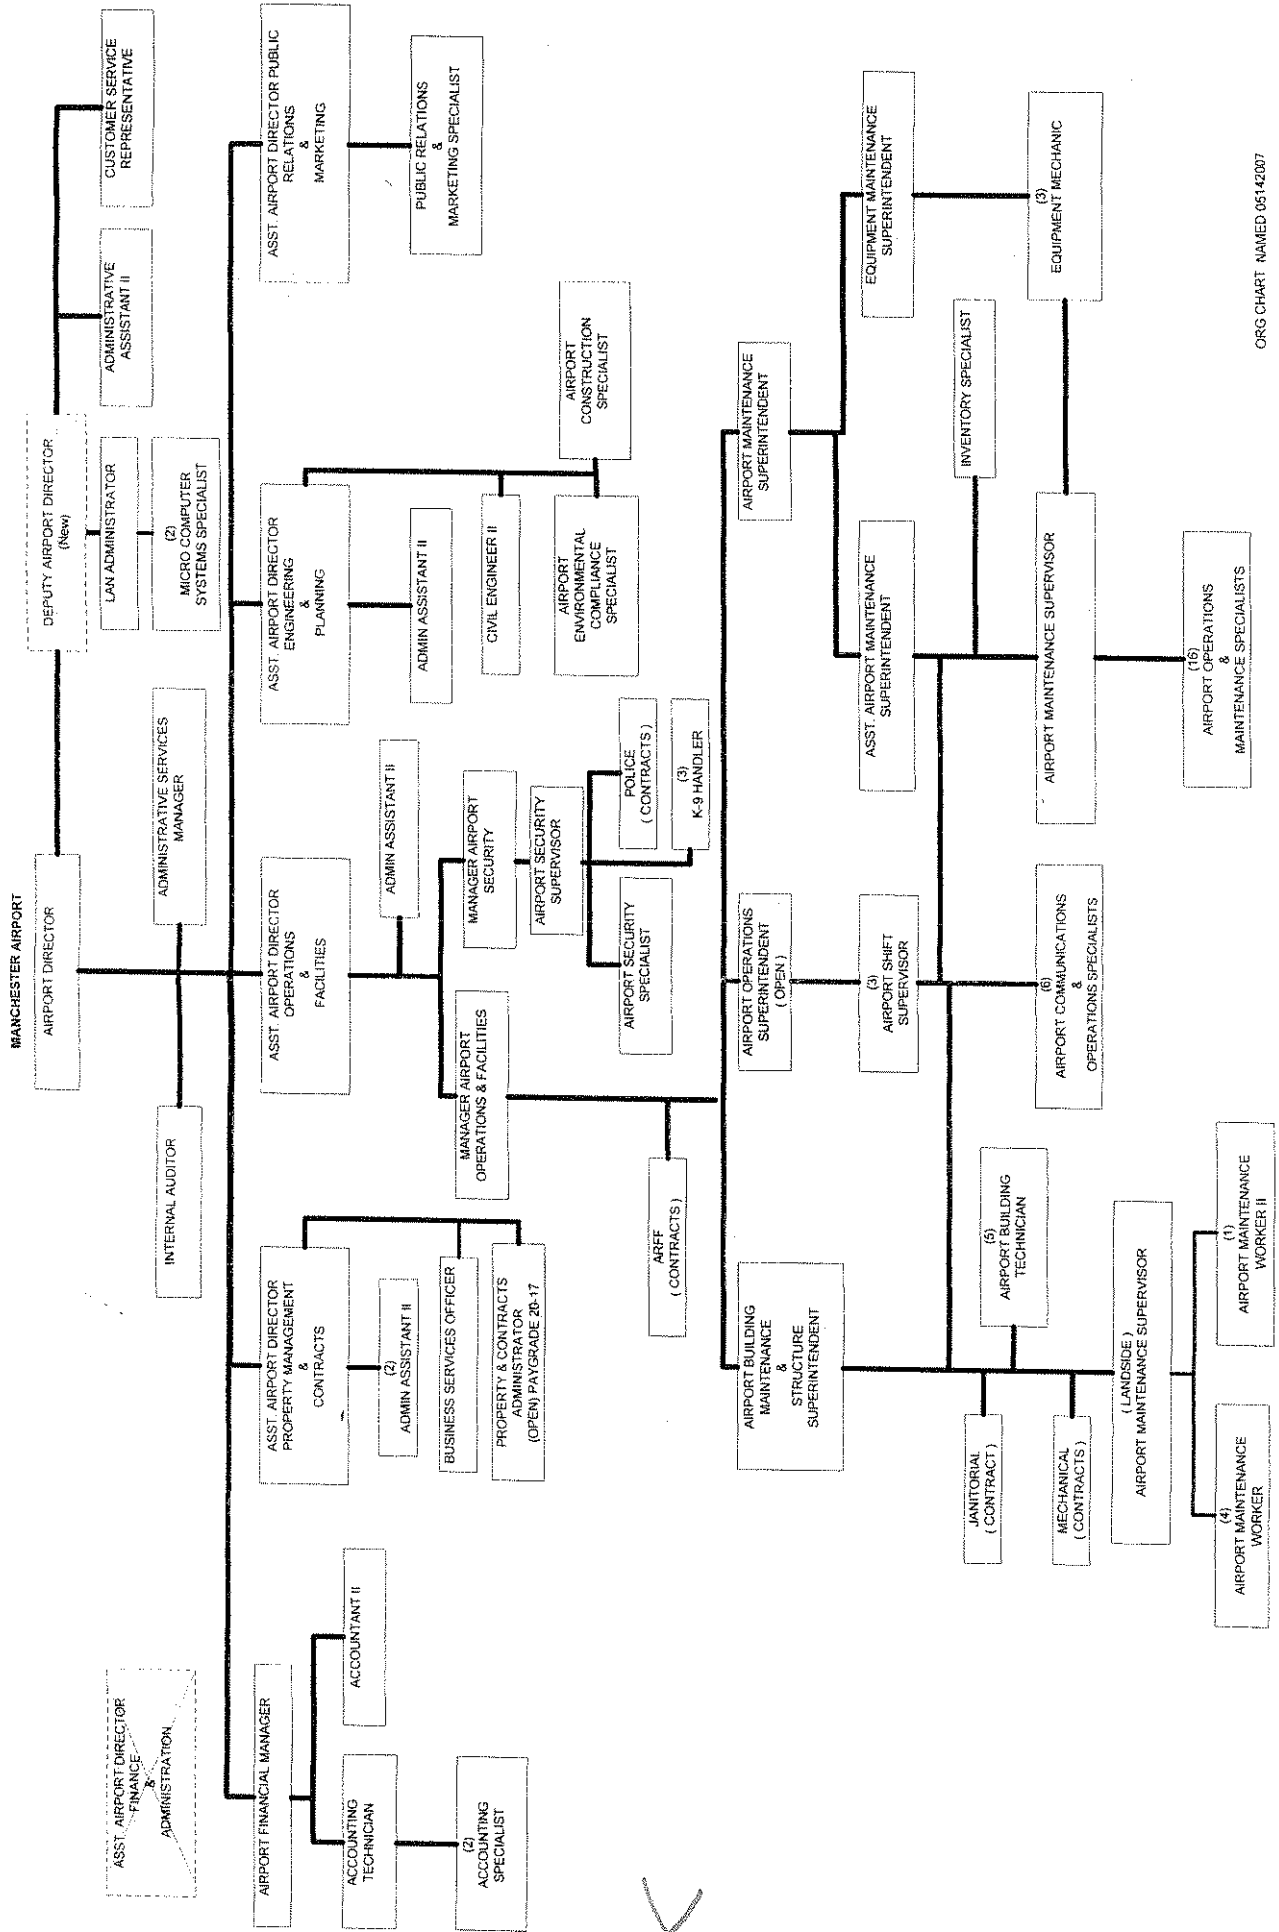 MANCHESTER AIRPORT
AIRPORT DIRECTOR
DEPUTY AIRPORT DIRECTOR
(New)
ADMINISTRATIVE
ASSISTANT II
CUSTOMER SERVICE
REPRESENTATIVE
LAN ADMINISTRATOR
(2)
MICRO COMPUTER
SYSTEMS SPECIALIST
ASST. AIRPORT DIRECTOR
FINANCE
&
ADMINISTRATION
INTERNAL AUDITOR
ADMINISTRATIVE SERVICES
MANAGER
AIRPORT FINANCIAL MANAGER
ASST. AIRPORT DIRECTOR
PROPERTY MANAGEMENT
&
CONTRACTS
ASST. AIRPORT DIRECTOR
OPERATIONS
&
FACILITIES
ASST. AIRPORT DIRECTOR
ENGINEERING
&
PLANNING
ASST. AIRPORT DIRECTOR PUBLIC
RELATIONS
&
MARKETING
ACCOUNTING
TECHNICIAN
ACCOUNTANT II
(2)
ACCOUNTING
SPECIALIST
(2)
ADMIN ASSISTANT II
BUSINESS SERVICES OFFICER
PROPERTY & CONTRACTS
ADMINISTRATOR
(OPEN) PAYGRADE 20-17
ADMIN ASSISTANT II
MANAGER AIRPORT
OPERATIONS & FACILITIES
MANAGER AIRPORT
SECURITY
AIRPORT SECURITY
SUPERVISOR
AIRPORT SECURITY
SPECIALIST
POLICE
( CONTRACTS )
(3)
K-9 HANDLER
ADMIN ASSISTANT II
CIVIL ENGINEER II
AIRPORT
ENVIRONMENTAL
COMPLIANCE
SPECIALIST
AIRPORT
CONSTRUCTION
SPECIALIST
PUBLIC RELATIONS
&
MARKETING SPECIALIST
ARFF
( CONTRACTS )
AIRPORT BUILDING
MAINTENANCE
&
STRUCTURE
SUPERINTENDENT
AIRPORT OPERATIONS
SUPERINTENDENT
( OPEN )
AIRPORT MAINTENANCE
SUPERINTENDENT
(3)
AIRPORT SHIFT
SUPERVISOR
ASST. AIRPORT MAINTENANCE
SUPERINTENDENT
EQUIPMENT MAINTENANCE
SUPERINTENDENT
JANITORIAL
( CONTRACT )
(5)
AIRPORT BUILDING
TECHNICIAN
INVENTORY SPECIALIST
MECHANICAL
( CONTRACTS )
(6)
AIRPORT COMMUNICATIONS
&
OPERATIONS SPECIALISTS
AIRPORT MAINTENANCE SUPERVISOR
(3)
EQUIPMENT MECHANIC
( LANDSIDE )
AIRPORT MAINTENANCE SUPERVISOR
(16)
AIRPORT OPERATIONS
&
MAINTENANCE SPECIALISTS
(4)
AIRPORT MAINTENANCE
WORKER
(1)
AIRPORT MAINTENANCE
WORKER II
ORG CHART NAMED 05142007